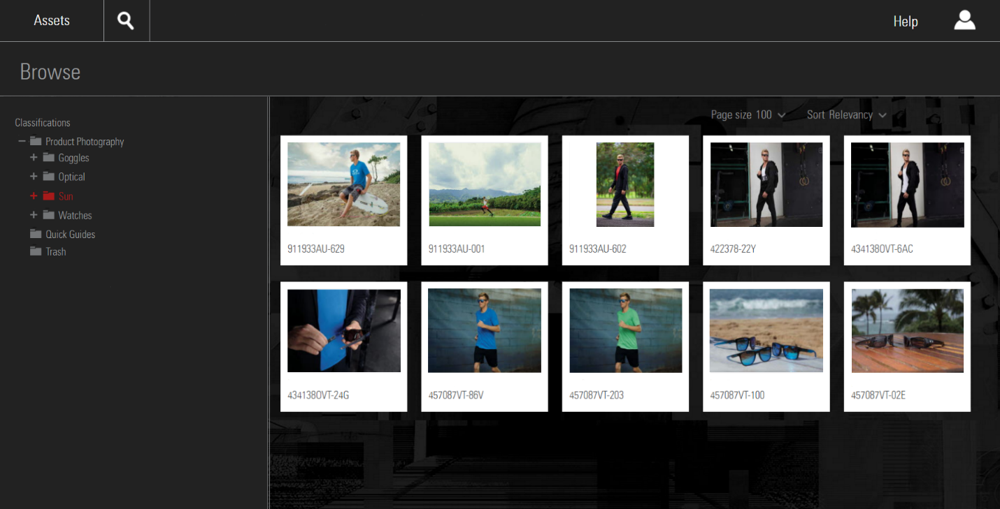 Assets
Help
Browse
Classifications
Product Photography
Goggles
Optical
Sun
Watches
Quick Guides
Trash
Page size 100
Sort Relevancy
911933AU-629
911933AU-001
911933AU-602
422378-22Y
434138OVT-6AC
434138OVT-24G
457087VT-86V
457087VT-203
457087VT-100
457087VT-02E